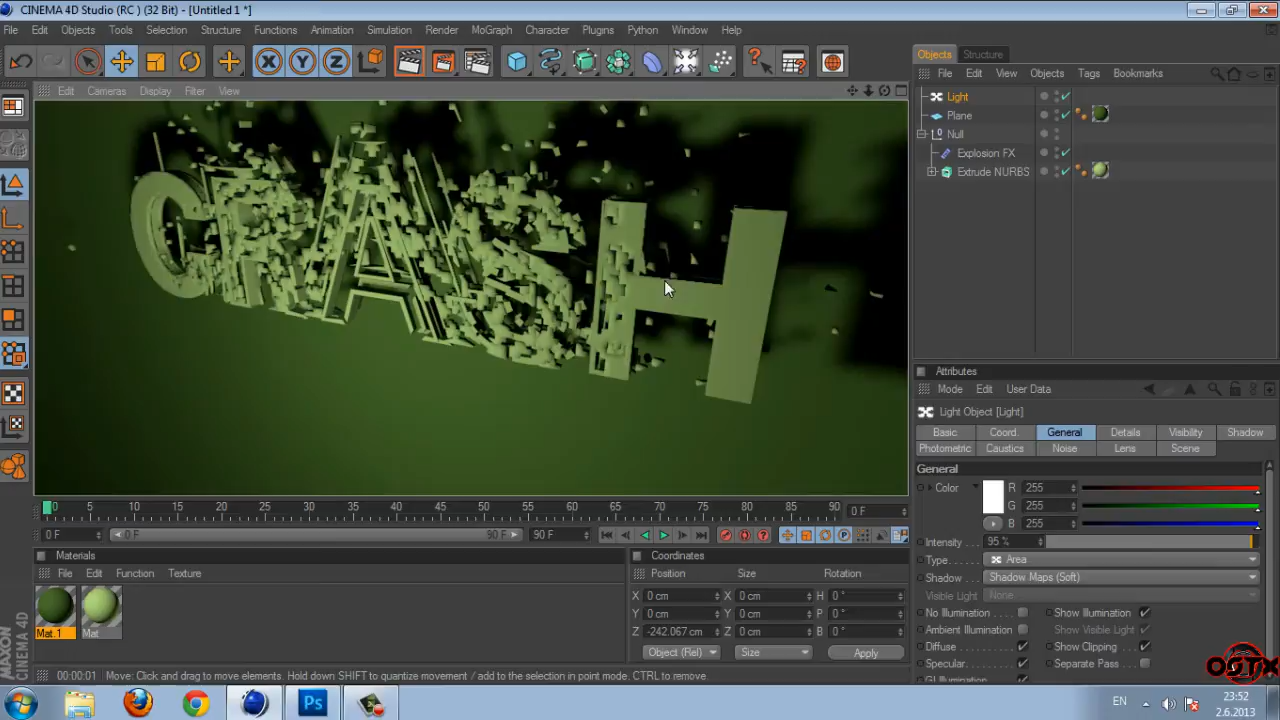 CINEMA 4D Studio (RC ) (32 Bit) - [Untitled 1 *]
File Edit Objects Tools Selection Structure Functions Animation Simulation Render MoGraph Character Plugins Python Window Help
X Y Z
Edit Cameras Display Filter View
CRASH
Objects Structure
File Edit View Objects Tags Bookmarks
Light
Plane
Null
Explosion FX
Extrude NURBS
Attributes
Mode Edit User Data
Light Object [Light]
Basic Coord. General Details Visibility Shadow
Photometric Caustics Noise Lens Scene
General
Color R 255
G 255
B 255
Intensity 95 %
Type Area
Shadow Shadow Maps (Soft)
Visible Light None
No Illumination Show Illumination
Ambient Illumination Show Visible Light
Diffuse Show Clipping
Specular Separate Pass
GI Illumination
0 5 10 15 20 25 30 35 40 45 50 55 60 65 70 75 80 85 90 0 F
0 F 0 F 90 F 90 F
Materials
File Edit Function Texture
Mat.1 Mat
Coordinates
Position Size Rotation
X 0 cm X 0 cm H 0 °
Y 0 cm Y 0 cm P 0 °
Z -242.067 cm Z 0 cm B 0 °
Object (Rel) Size Apply
MAXON CINEMA 4D
00:00:01 Move: Click and drag to move elements. Hold down SHIFT to quantize movement / add to the selection in point mode. CTRL to remove.
Ps
EN
23:52
2.6.2013